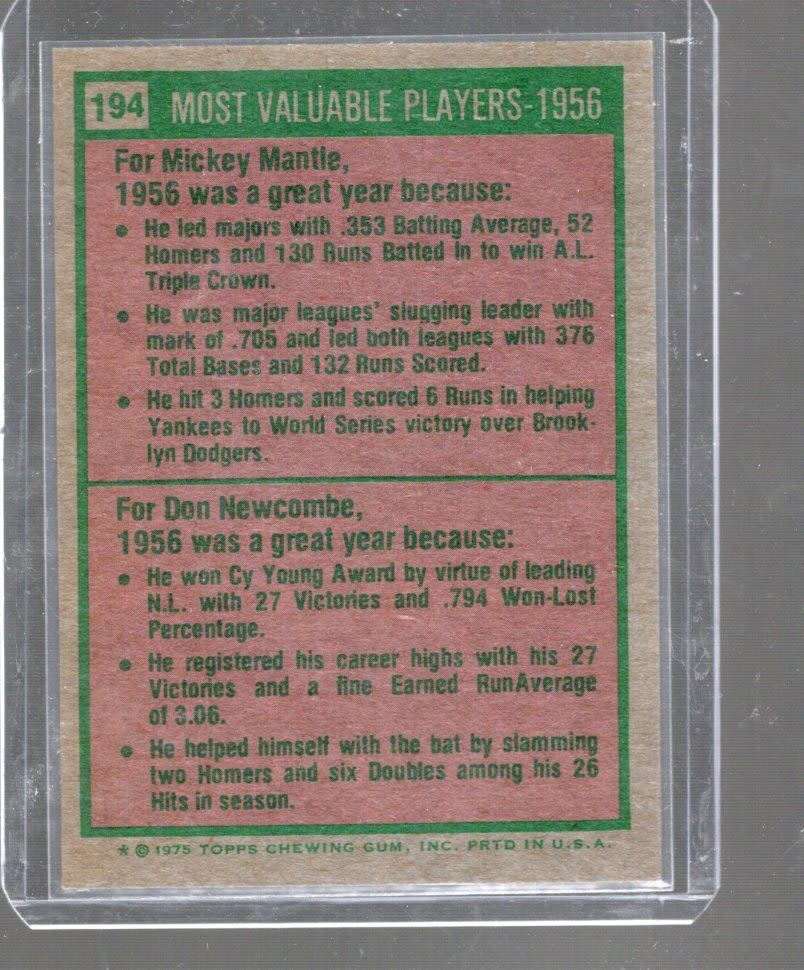 194 MOST VALUABLE PLAYERS-1956
For Mickey Mantle,
1956 was a great year because:
● He led majors with .353 Batting Average, 52
Homers and 130 Runs Batted In to win A.L.
Triple Crown.
● He was major leagues' slugging leader with
mark of .705 and led both leagues with 376
Total Bases and 132 Runs Scored.
● He hit 3 Homers and scored 6 Runs in helping
Yankees to World Series victory over Brook-
lyn Dodgers.
For Don Newcombe,
1956 was a great year because:
● He won Cy Young Award by virtue of leading
N.L. with 27 Victories and .794 Won-Lost
Percentage.
● He registered his career highs with his 27
Victories and a fine Earned RunAverage
of 3.06.
● He helped himself with the bat by slamming
two Homers and six Doubles among his 26
Hits in season.
* © 1975 TOPPS CHEWING GUM, INC. PRTD IN U.S.A.